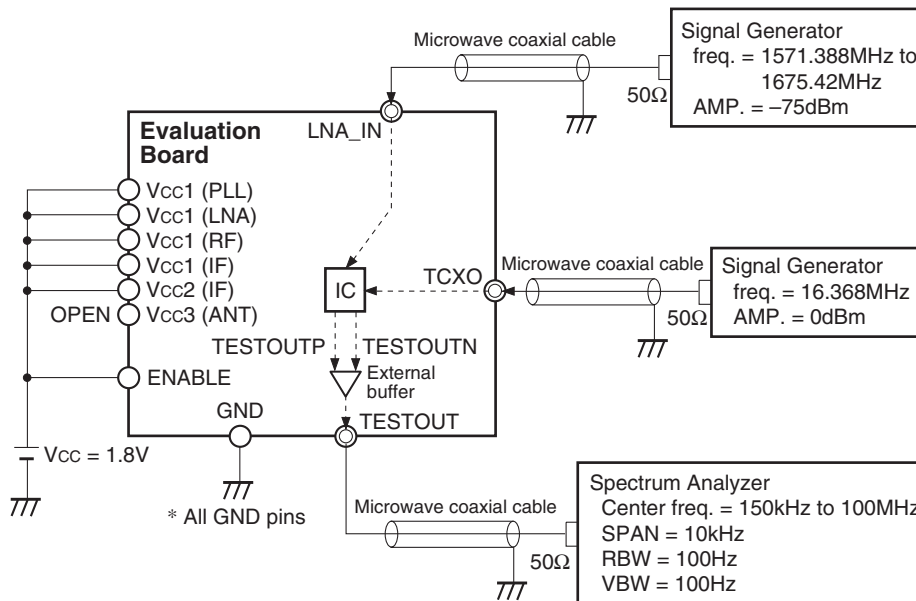 Signal Generator
freq. = 1571.388MHz to
1675.42MHz
AMP. = –75dBm
Microwave coaxial cable
50Ω
LNA_IN
Evaluation
Board
VCC1 (PLL)
VCC1 (LNA)
VCC1 (RF)
VCC1 (IF)
VCC2 (IF)
OPEN
VCC3 (ANT)
ENABLE
IC
TCXO
Microwave coaxial cable
50Ω
Signal Generator
freq. = 16.368MHz
AMP. = 0dBm
TESTOUTP
TESTOUTN
External
buffer
GND
TESTOUT
VCC = 1.8V
* All GND pins
Microwave coaxial cable
50Ω
Spectrum Analyzer
Center freq. = 150kHz to 100MHz
SPAN = 10kHz
RBW = 100Hz
VBW = 100Hz